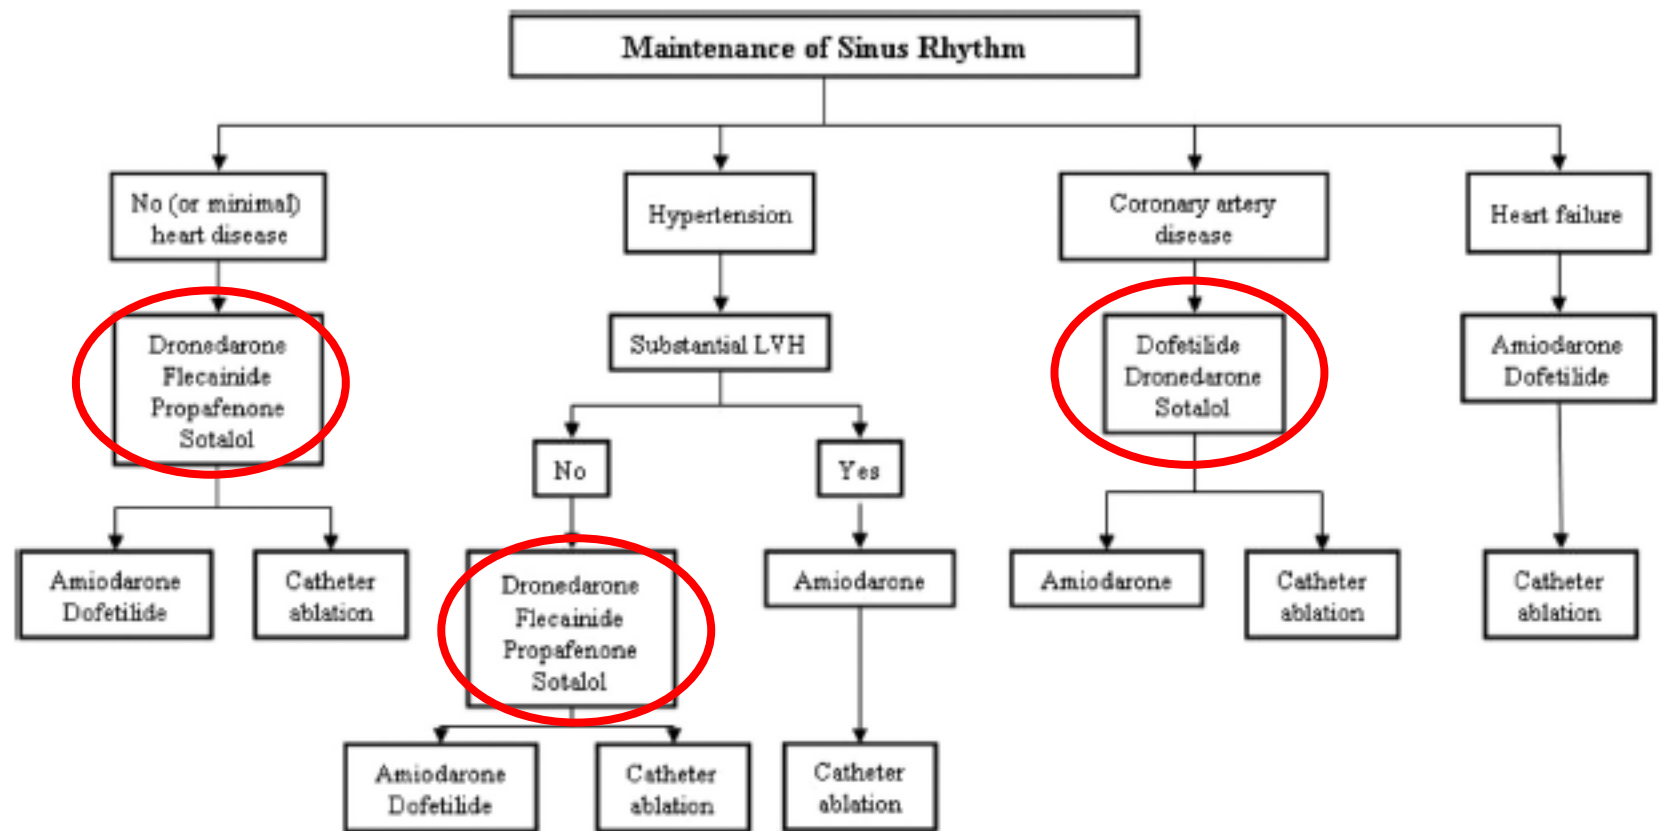 Maintenance of Sinus Rhythm
No (or minimal)
heart disease
Hypertension
Coronary artery
disease
Heart failure
Dronedarone
Flecainide
Propafenone
Sotalol
Substantial LVH
Dofetilide
Dronedarone
Sotalol
Amiodarone
Dofetilide
No
Yes
Amiodarone
Dofetilide
Catheter
ablation
Dronedarone
Flecainide
Propafenone
Sotalol
Amiodarone
Amiodarone
Catheter
ablation
Catheter
ablation
Amiodarone
Dofetilide
Catheter
ablation
Catheter
ablation